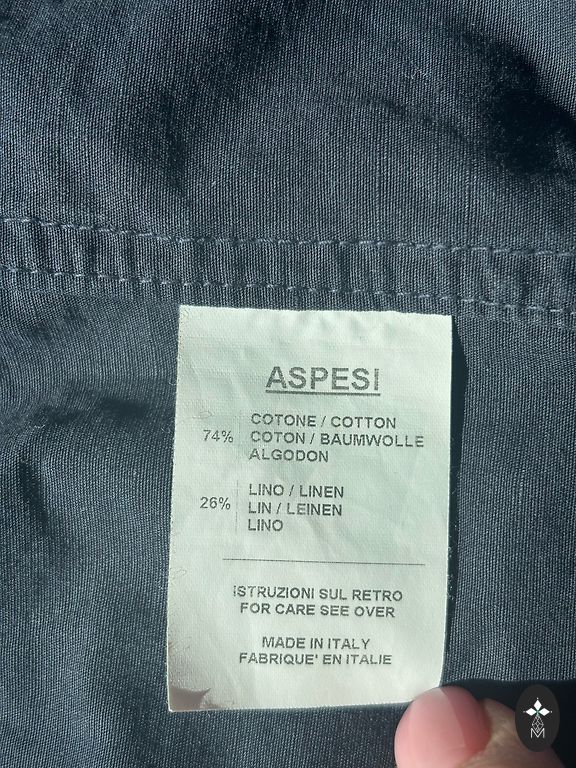 ASPESI
COTONE / COTTON
74% COTON / BAUMWOLLE
ALGODON
LINO / LINEN
26% LIN / LEINEN
LINO
ISTRUZIONI SUL RETRO
FOR CARE SEE OVER
MADE IN ITALY
FABRIQUE' EN ITALIE
M